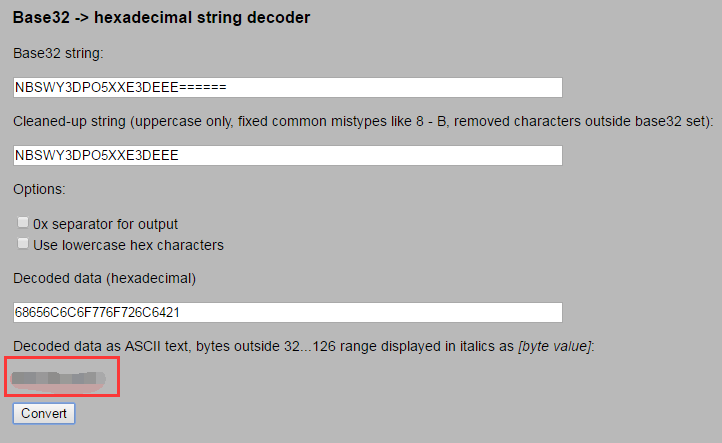 Base32 -> hexadecimal string decoder
Base32 string:
NBSWY3DPO5XXE3DEEE======
Cleaned-up string (uppercase only, fixed common mistypes like 8 - B, removed characters outside base32 set):
NBSWY3DPO5XXE3DEEE
Options:
0x separator for output
Use lowercase hex characters
Decoded data (hexadecimal)
68656C6C6F776F726C6421
Decoded data as ASCII text, bytes outside 32...126 range displayed in italics as [byte value]:
Convert